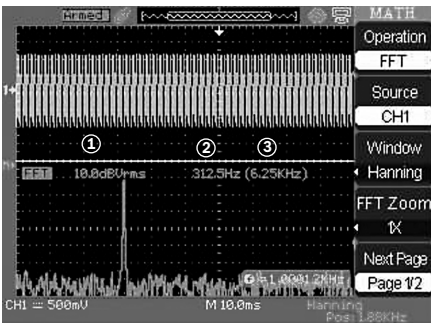 Armed
MATH
Operation
FFT
1
Source
CH1
① ② ③
Window
Hanning
FFT 10.0dBVrms 312.5Hz (6.25KHz)
FFT Zoom
1X
Next Page
Page 1/2
CH1 500mV M 10.0ms Hanning
Pos: 1.88KHz